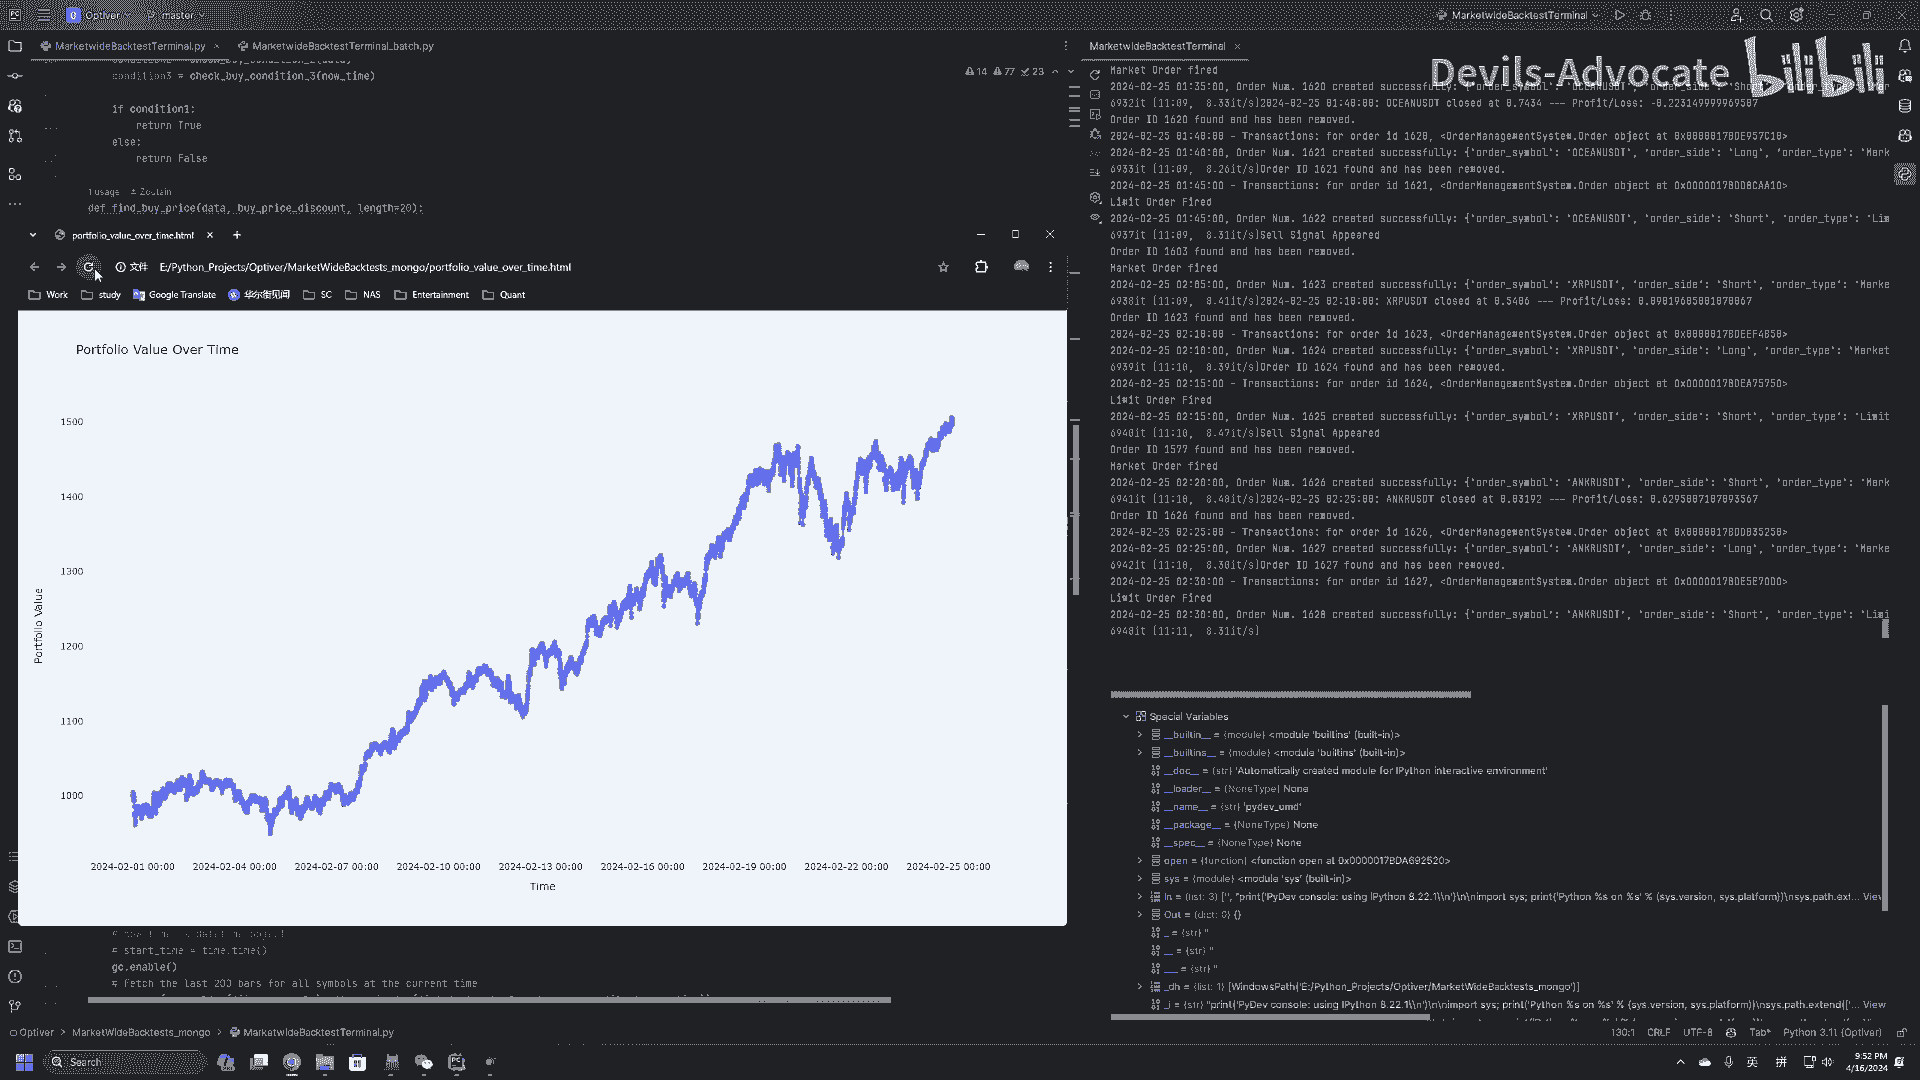 Optiver
master
MarketwideBacktestTerminal
MarketwideBacktestTerminal.py
MarketwideBacktestTerminal_batch.py
condition3 = check_buy_condition_3(now_time)
14 77 23
if condition1:
return True
else:
return False
1 usage
def find_buy_price(data, buy_price_discount, length=20):
portfolio_value_over_time.html
文件 E:/Python_Projects/Optiver/MarketWideBacktests_mongo/portfolio_value_over_time.html
Work study Google Translate 华尔街见闻 SC NAS Entertainment Quant
Portfolio Value Over Time
1500
1400
1300
1200
1100
1000
Portfolio Value
2024-02-01 00:00 2024-02-04 00:00 2024-02-07 00:00 2024-02-10 00:00 2024-02-13 00:00 2024-02-16 00:00 2024-02-19 00:00 2024-02-22 00:00 2024-02-25 00:00
Time
# start_time = time.time()
gc.enable()
# fetch the last 200 bars for all symbols at the current time
MarketwideBacktestTerminal
Devils-Advocate bilibili
Market Order fired
2024-02-25 01:35:00, Order Num. 1620 created successfully: {'order_symbol': 'OCEANUSDT', 'order_side': 'Short',
6932it [11:09, 8.33it/s]2024-02-25 01:40:00: OCEANUSDT closed at 0.7434 --- Profit/Loss: -0.223149999969587
Order ID 1620 found and has been removed.
2024-02-25 01:40:00 - Transactions: for order id 1620, <OrderManagementSystem.Order object at
2024-02-25 01:40:00, Order Num. 1621 created successfully: {'order_symbol': 'OCEANUSDT', 'order_side': 'Long', 'order_type': 'Mark
6933it [11:09, 8.26it/s]Order ID 1621 found and has been removed.
2024-02-25 01:45:00 - Transactions: for order id 1621, <OrderManagementSystem.Order object at
Limit Order Fired
2024-02-25 01:45:00, Order Num. 1622 created successfully: {'order_symbol': 'OCEANUSDT', 'order_side': 'Short', 'order_type': 'Lim
6937it [11:09, 8.31it/s]Sell Signal Appeared
Order ID 1603 found and has been removed.
Market Order fired
2024-02-25 02:05:00, Order Num. 1623 created successfully: {'order_symbol': 'XRPUSDT', 'order_side': 'Short', 'order_type': 'Marke
6938it [11:09, 8.41it/s]2024-02-25 02:10:00: XRPUSDT closed at 0.5406 --- Profit/Loss:
Order ID 1623 found and has been removed.
2024-02-25 02:10:00 - Transactions: for order id 1623, <OrderManagementSystem.Order object at
2024-02-25 02:10:00, Order Num. 1624 created successfully: {'order_symbol': 'XRPUSDT', 'order_side': 'Long', 'order_type': 'Market
6939it [11:10, 8.39it/s]Order ID 1624 found and has been removed.
2024-02-25 02:15:00 - Transactions: for order id 1624, <OrderManagementSystem.Order object at 0x0000017BDEA75750>
Limit Order Fired
2024-02-25 02:15:00, Order Num. 1625 created successfully: {'order_symbol': 'XRPUSDT', 'order_side': 'Short', 'order_type': 'Limit
6940it [11:10, 8.47it/s]Sell Signal Appeared
Order ID 1577 found and has been removed.
Market Order fired
2024-02-25 02:20:00, Order Num. 1626 created successfully: {'order_symbol': 'ANKRUSDT', 'order_side': 'Short', 'order_type': 'Mark
6941it [11:10, 8.40it/s]2024-02-25 02:25:00: ANKRUSDT closed at 0.03192 --- Profit/Loss:
Order ID 1626 found and has been removed.
2024-02-25 02:25:00 - Transactions: for order id 1626, <OrderManagementSystem.Order object at
2024-02-25 02:25:00, Order Num. 1627 created successfully: {'order_symbol': 'ANKRUSDT', 'order_side': 'Long', 'order_type': 'Marke
6942it [11:10, 8.30it/s]Order ID 1627 found and has been removed.
2024-02-25 02:30:00 - Transactions: for order id 1627, <OrderManagementSystem.Order object at 0x0000017BDE5E70D0>
Limit Order Fired
2024-02-25 02:30:00, Order Num. 1628 created successfully: {'order_symbol': 'ANKRUSDT', 'order_side': 'Short', 'order_type': 'Limi
6948it [11:11, 8.31it/s]
Special Variables
__builtin__ = {module} <module 'builtins' (built-in)>
__builtins__ = {module} <module 'builtins' (built-in)>
__doc__ = {str} 'Automatically created module for IPython interactive environment'
__loader__ = {NoneType} None
__name__ = {str} 'pydev_umd'
__package__ = {NoneType} None
__spec__ = {NoneType} None
open = {function} <function open at 0x0000017BDA692520>
sys = {module} <module 'sys' (built-in)>
In = {list: 3} ['', "print('PyDev console: using IPython 8.22.1\\n')\n\nimport sys; print('Python %s on %s' % (sys.version, sys.platform))\nsys.path.ext... View
Out = {dict: 0} {}
_ = {str} ''
__ = {str} ''
___ = {str} ''
_dh = {list: 1} [WindowsPath('E:/Python_Projects/Optiver/MarketWideBacktests_mongo')]
_i = {str} "print('PyDev console: using IPython 8.22.1\\n')\n\nimport sys; print('Python %s on %s' % (sys.version, sys.platform))\nsys.path.extend(['... View
Optiver > MarketWideBacktests_mongo > MarketwideBacktestTerminal.py
130:1 CRLF UTF-8 Tab* Python 3.11 (Optiver)
Search
英 拼
9:52 PM
4/16/2024